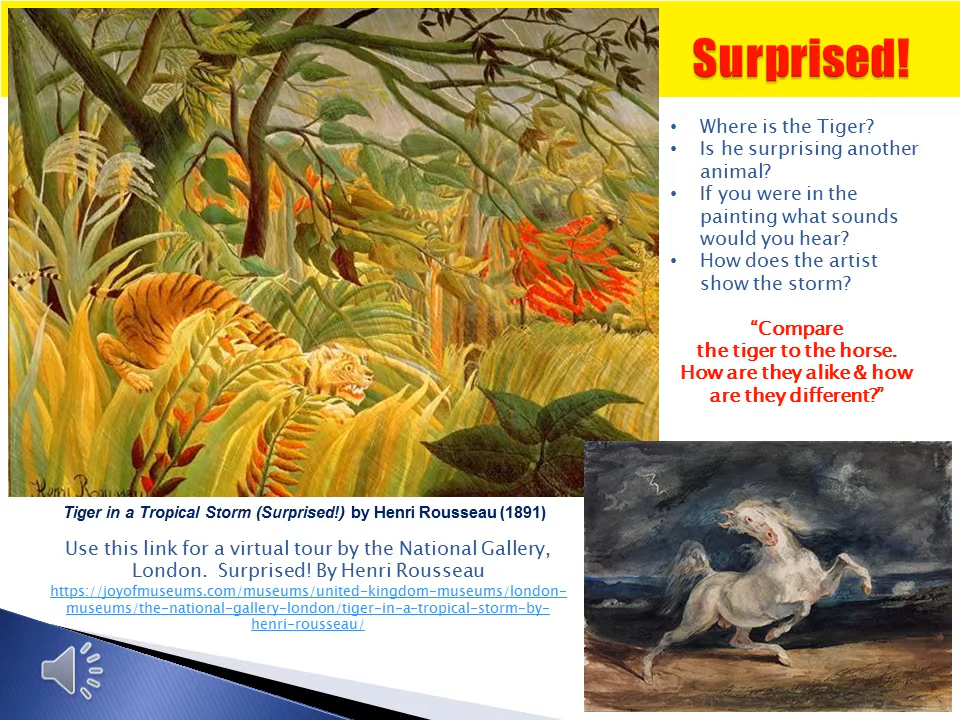 Surprised!
• Where is the Tiger?
• Is he surprising another
animal?
• If you were in the
painting what sounds
would you hear?
• How does the artist
show the storm?
“Compare
the tiger to the horse.
How are they alike & how
are they different?”
Henri Rousseau
Tiger in a Tropical Storm (Surprised!) by Henri Rousseau (1891)
Use this link for a virtual tour by the National Gallery,
London. Surprised! By Henri Rousseau
https://joyofmuseums.com/museums/united-kingdom-museums/london-
museums/the-national-gallery-london/tiger-in-a-tropical-storm-by-
henri-rousseau/